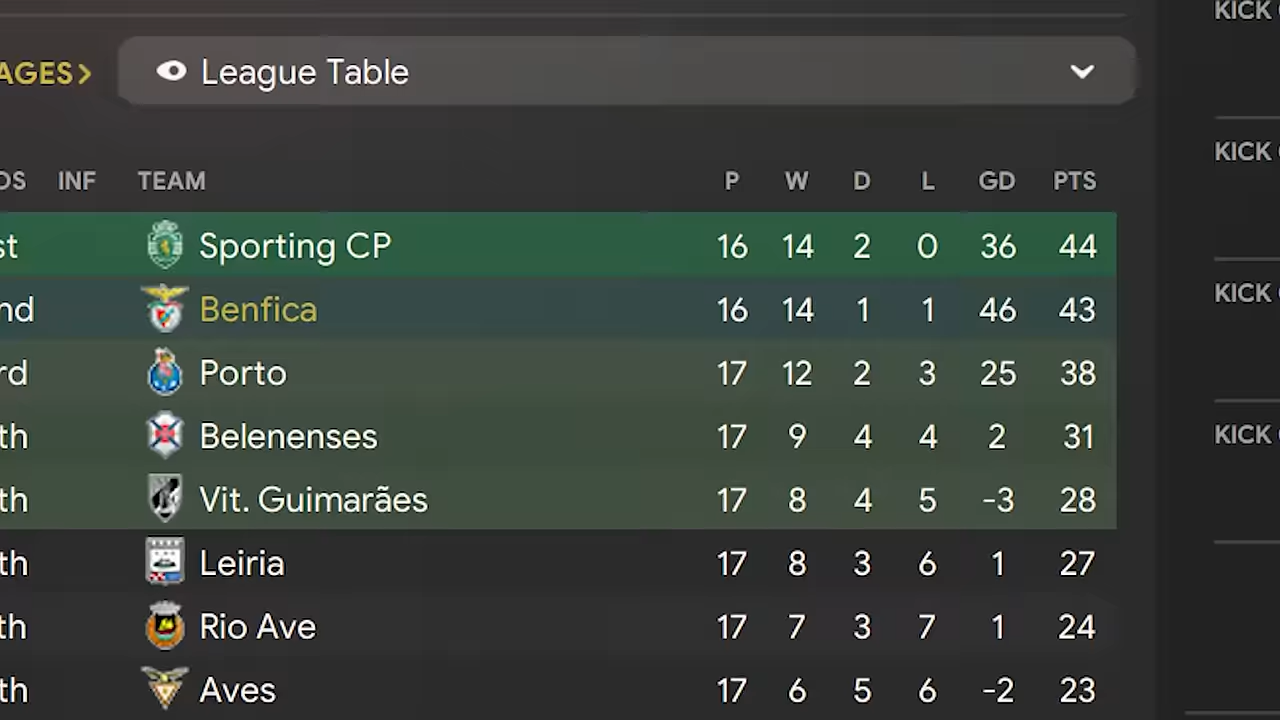 KICK
AGES> League Table
KICK
OS INF TEAM P W D L GD PTS
st Sporting CP 16 14 2 0 36 44
KICK
nd Benfica 16 14 1 1 46 43
rd Porto 17 12 2 3 25 38
th Belenenses 17 9 4 4 2 31
KICK
th Vit. Guimarães 17 8 4 5 -3 28
th Leiria 17 8 3 6 1 27
th Rio Ave 17 7 3 7 1 24
th Aves 17 6 5 6 -2 23